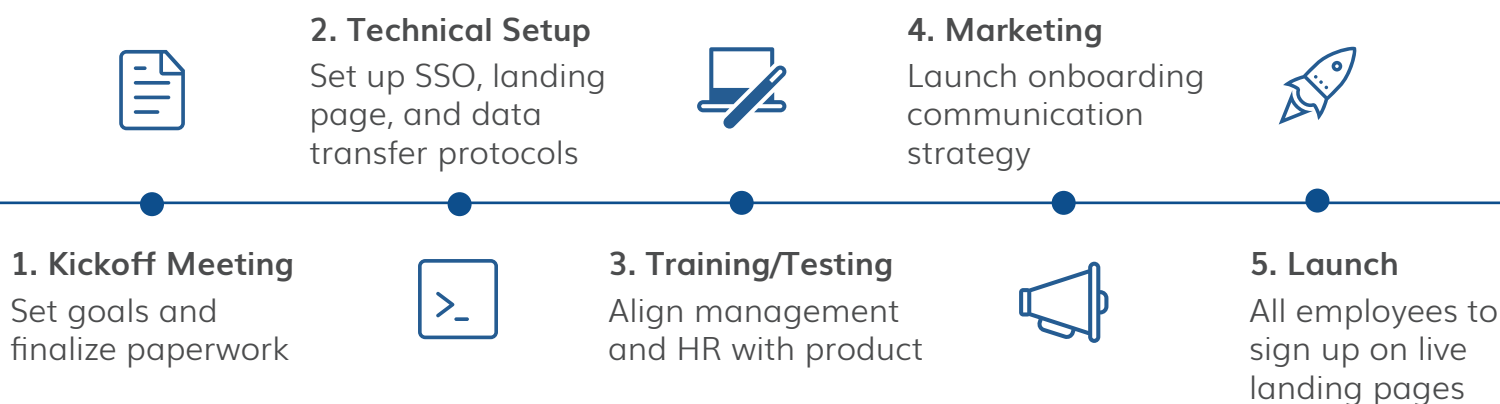 1. Kickoff Meeting
Set goals and
finalize paperwork
2. Technical Setup
Set up SSO, landing
page, and data
transfer protocols
>_
3. Training/Testing
Align management
and HR with product
4. Marketing
Launch onboarding
communication
strategy
5. Launch
All employees to
sign up on live
landing pages